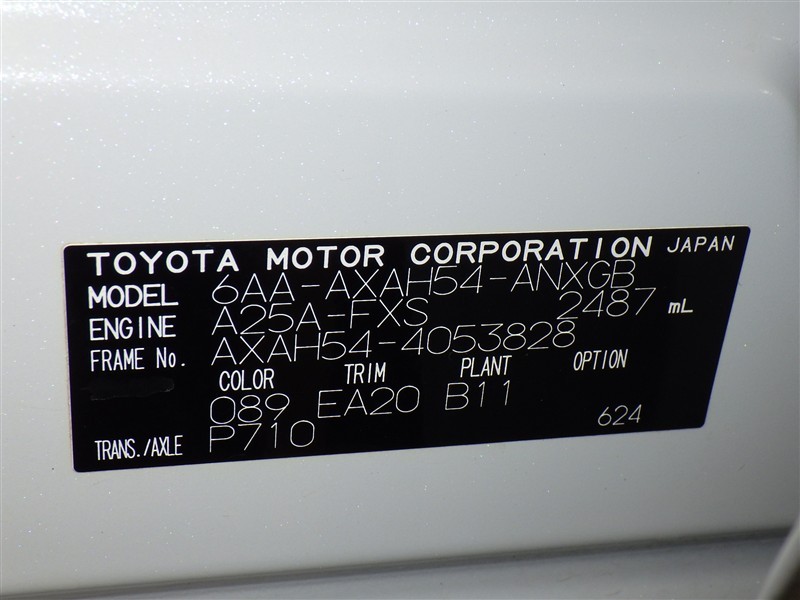 TOYOTA MOTOR CORPORATION JAPAN
MODEL 6AA-AXAH54-ANXGB
ENGINE A25A-FXS 2487 mL
FRAME No. AXAH54-4053828
COLOR TRIM PLANT OPTION
089 EA20 B11
TRANS./AXLE P710 624